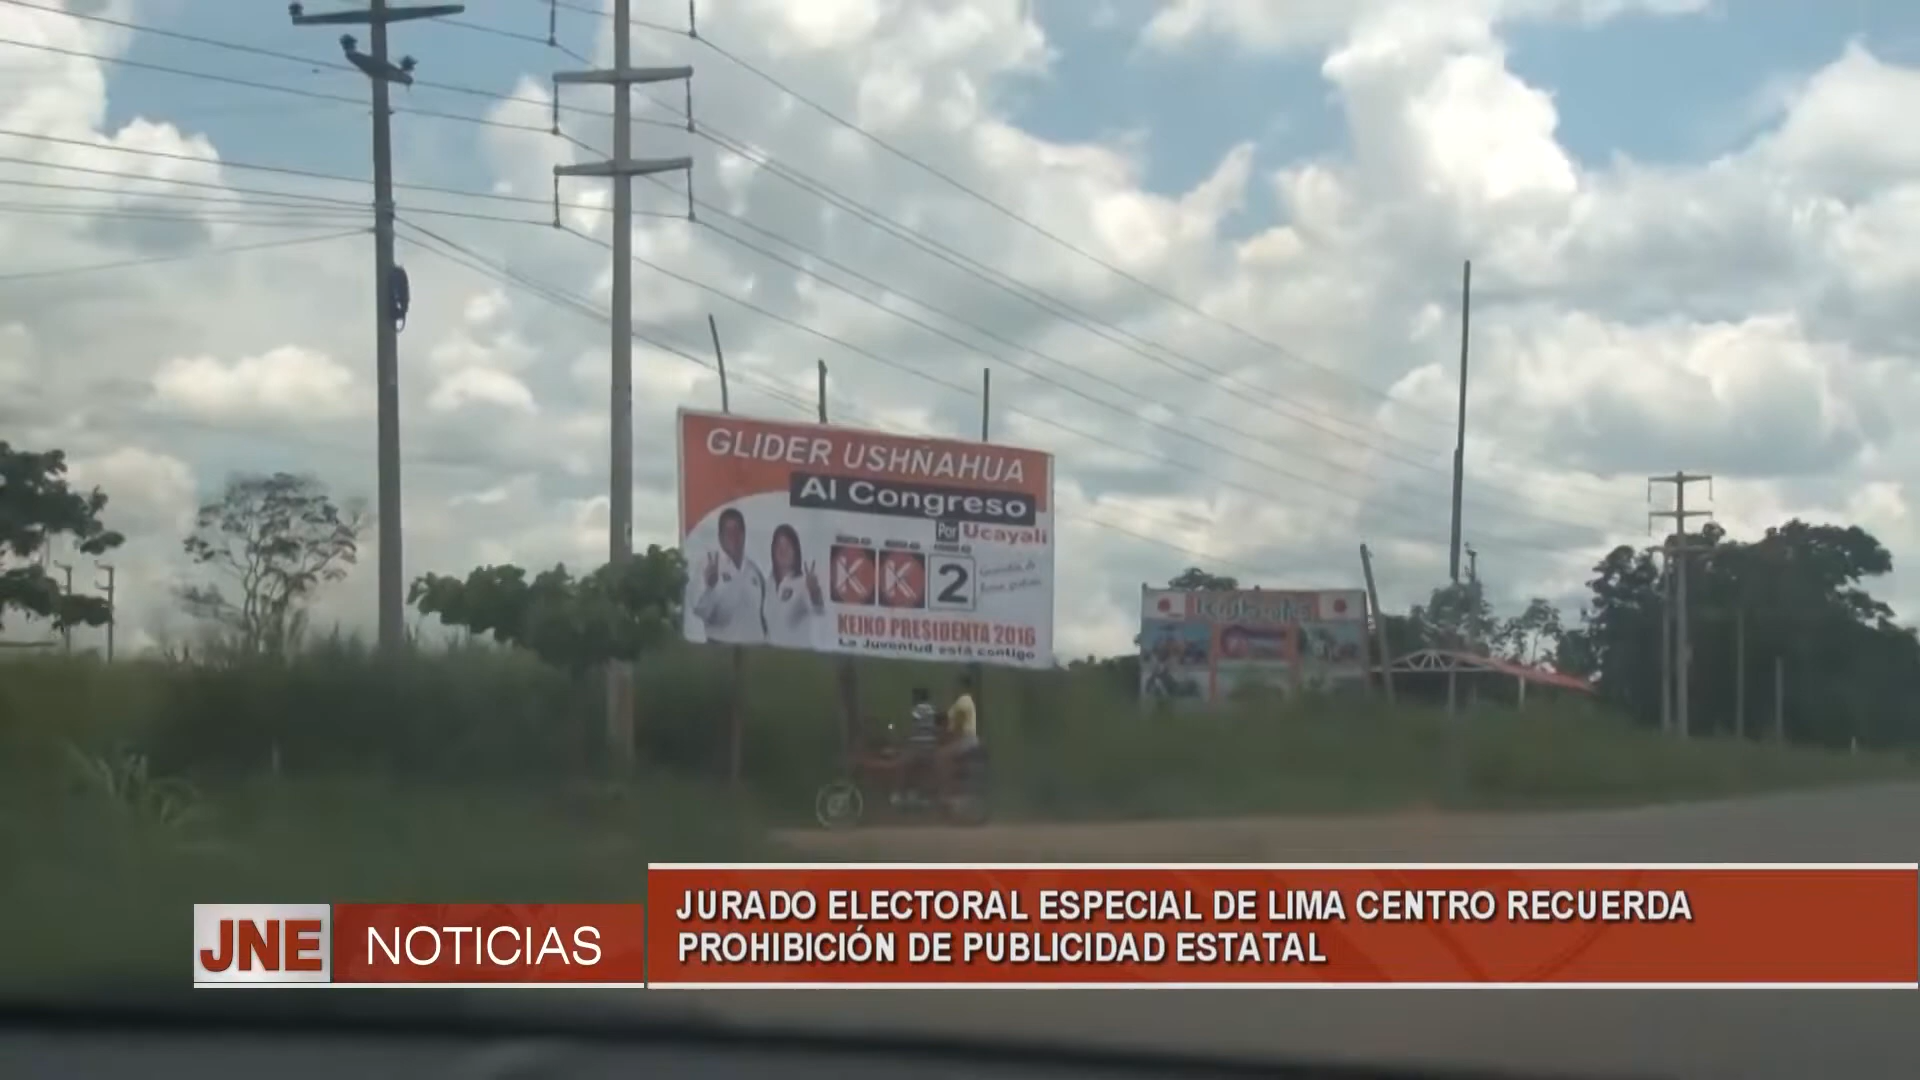 GLIDER USHÑAHUA
Al Congreso
Por Ucayali
K K 2
KEIKO PRESIDENTA 2016
La Juventud está contigo
JNE NOTICIAS
JURADO ELECTORAL ESPECIAL DE LIMA CENTRO RECUERDA
PROHIBICIÓN DE PUBLICIDAD ESTATAL